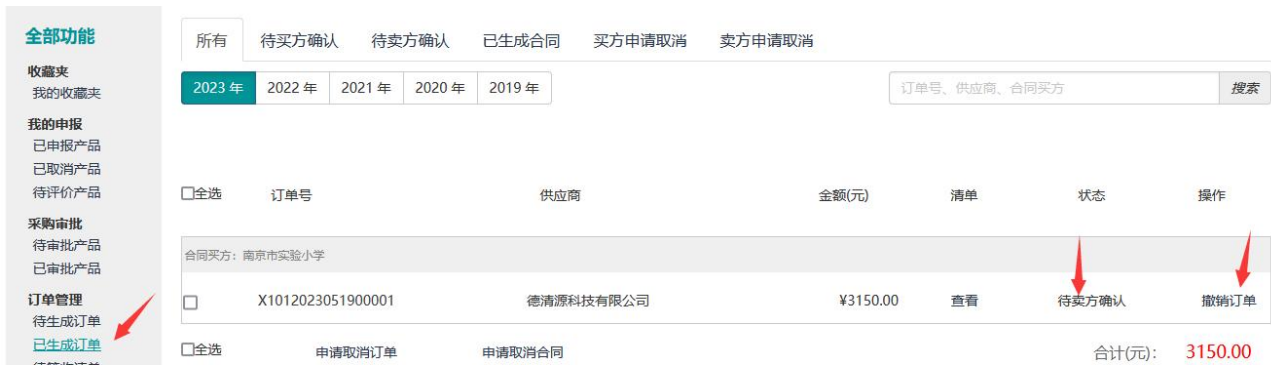 全部功能
收藏夹
我的收藏夹
我的申报
已申报产品
已取消产品
待评价产品
采购审批
待审批产品
已审批产品
订单管理
待生成订单
已生成订单
所有 待买方确认 待卖方确认 已生成合同 买方申请取消 卖方申请取消
2023 年 2022 年 2021 年 2020 年 2019 年 订单号、供应商、合同买方 搜索
全选 订单号 供应商 金额(元) 清单 状态 操作
合同买方：南京市实验小学
X1012023051900001 德清源科技有限公司 ¥3150.00 查看 待卖方确认 撤销订单
全选 申请取消订单 申请取消合同 合计(元)： 3150.00